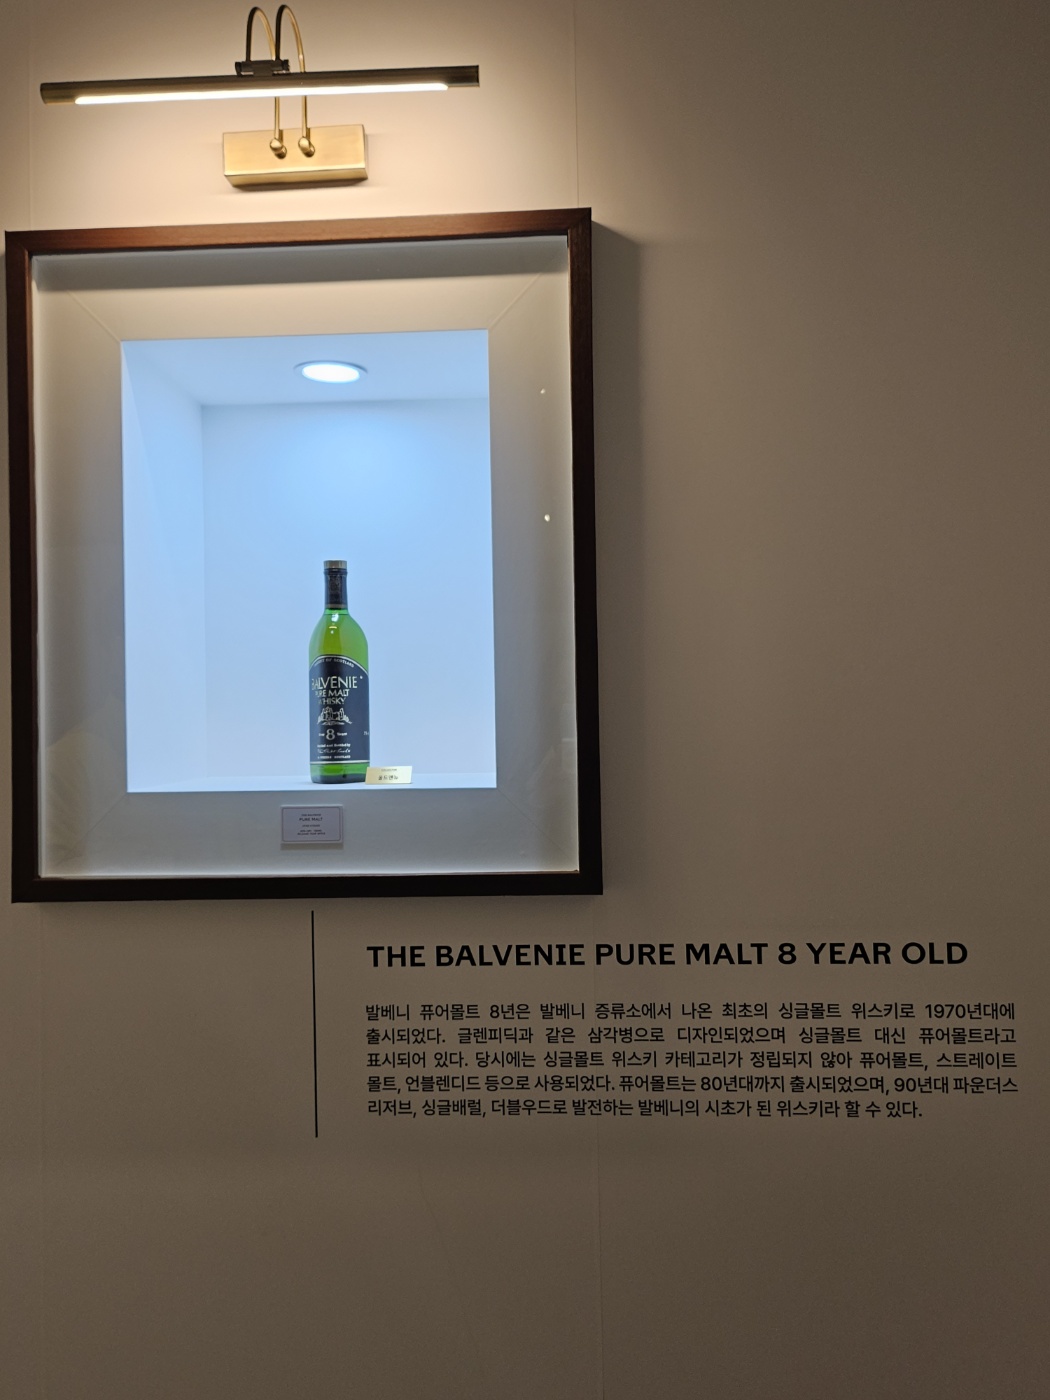 BALVENIE
PURE MALT
WHISKY
8
PURE MALT
THE BALVENIE PURE MALT 8 YEAR OLD
발베니 퓨어몰트 8년은 발베니 증류소에서 나온 최초의 싱글몰트 위스키로 1970년대에
출시되었다. 글렌피딕과 같은 삼각병으로 디자인되었으며 싱글몰트 대신 퓨어몰트라고
표시되어 있다. 당시에는 싱글몰트 위스키 카테고리가 정립되지 않아 퓨어몰트, 스트레이트
몰트, 언블렌디드 등으로 사용되었다. 퓨어몰트는 80년대까지 출시되었으며, 90년대 파운더스
리저브, 싱글배럴, 더블우드로 발전하는 발베니의 시초가 된 위스키라 할 수 있다.